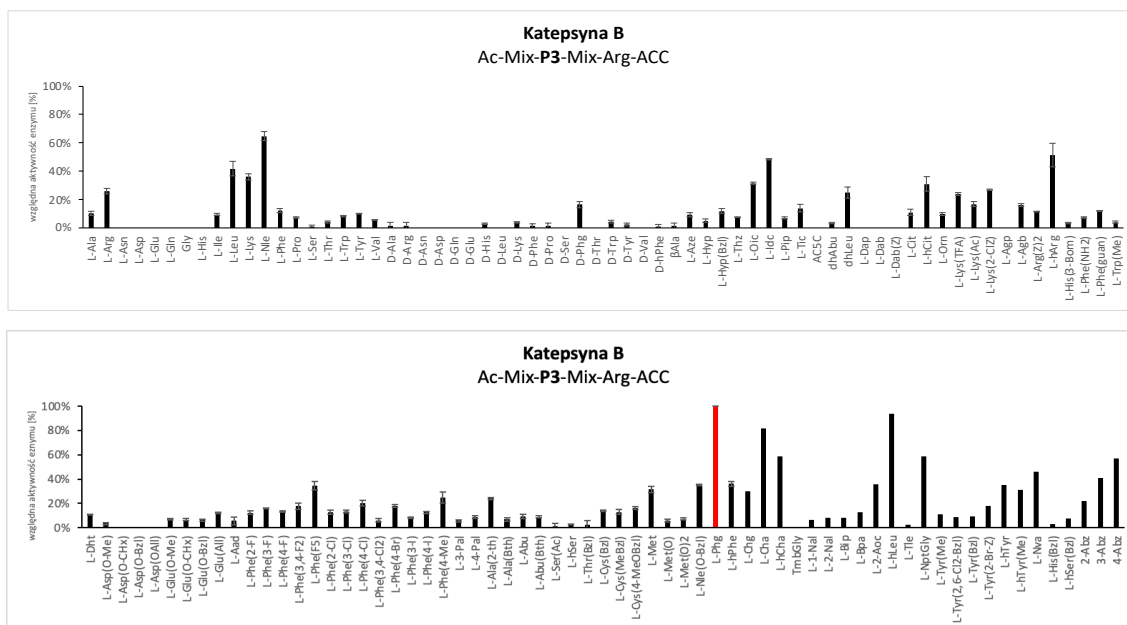 Katepsyna B
Ac-Mix-P3-Mix-Arg-ACC
względna aktywność enzymu [%]
100%
80%
60%
40%
20%
0%
L-Ala
L-Arg
L-Asn
L-Asp
L-Glu
L-Gln
Gly
L-His
L-Ile
L-Leu
L-Lys
L-Nle
L-Phe
L-Pro
L-Ser
L-Thr
L-Trp
L-Tyr
L-Val
D-Ala
D-Arg
D-Asn
D-Asp
D-Gln
D-Glu
D-His
D-Leu
D-Lys
D-Phe
D-Pro
D-Phg
D-Ser
D-Thr
D-Trp
D-Tyr
D-Val
D-hPhe
βAla
L-Aze
L-Hyp
L-Hyp(Bzl)
L-Thz
L-Oic
L-Idc
L-Pip
L-Tic
AC5C
dhAbu
dhLeu
L-Dap
L-Dab
L-Dab(Z)
L-Cit
L-hCit
L-Orn
L-Lys(TFA)
L-Lys(Ac)
L-Lys(2-ClZ)
L-Agp
L-Agb
L-Arg(Z)2
L-hArg
L-His(β-Bom)
L-Phe(NH2)
L-Phe(guan)
L-Trp(Me)
Katepsyna B
Ac-Mix-P3-Mix-Arg-ACC
względna aktywność eznymu [%]
100%
80%
60%
40%
20%
0%
L-Dht
L-Asp(O-Me)
L-Asp(O-CHx)
L-Asp(O-Bzl)
L-Asp(OAll)
L-Glu(O-Me)
L-Glu(O-CHx)
L-Glu(O-Bzl)
L-Glu(All)
L-Aad
L-Phe(2-F)
L-Phe(3-F)
L-Phe(4-F)
L-Phe(3,4-F2)
L-Phe(F5)
L-Phe(2-Cl)
L-Phe(3-Cl)
L-Phe(4-Cl)
L-Phe(3,4-Cl2)
L-Phe(4-Br)
L-Phe(3-I)
L-Phe(4-I)
L-Phe(4-Me)
L-3-Pal
L-4-Pal
L-Ala(2-th)
L-Ala(Bth)
L-Abu
L-Abu(Bth)
L-Ser(Ac)
L-hSer
L-Thr(Bzl)
L-Cys(Bzl)
L-Cys(MeBzl)
L-Cys(4-MeOBzl)
L-Met
L-Met(O)
L-Met(O)2
L-Nle(O-Bzl)
L-Phg
L-hPhe
L-Chg
L-Cha
L-hCha
TmbGly
L-1-Nal
L-2-Nal
L-Bip
L-Bpa
L-2-Aoc
L-hLeu
L-Tle
L-NptGly
L-Tyr(Me)
L-Tyr(2,6-Cl2-Bzl)
L-Tyr(Bzl)
L-Tyr(2-Br-Z)
L-hTyr
L-hTyr(Me)
L-Nva
L-His(Bzl)
L-hSer(Bzl)
2-Abz
3-Abz
4-Abz